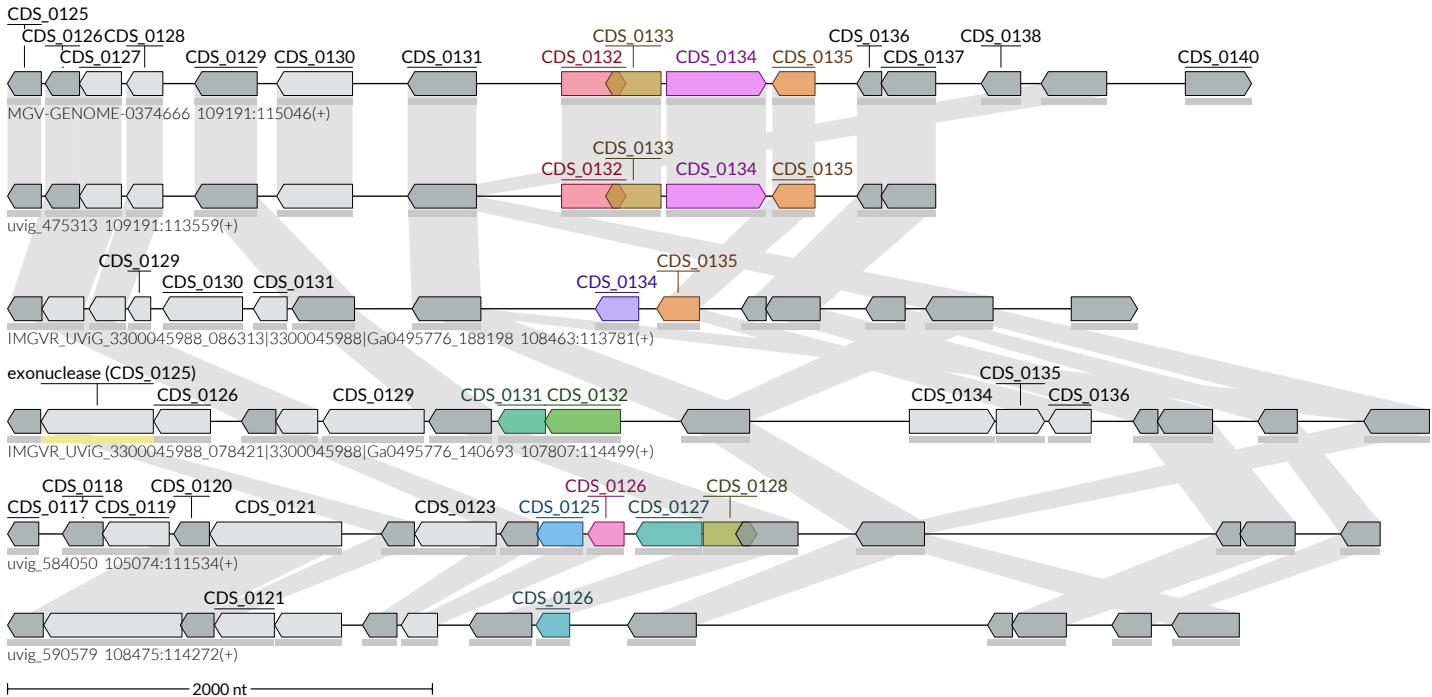 CDS_0125
CDS_0126 CDS_0128 CDS_0133 CDS_0136 CDS_0138
CDS_0127 CDS_0129 CDS_0130 CDS_0131 CDS_0132 CDS_0134 CDS_0135 CDS_0137 CDS_0140
MGV-GENOME-0374666 109191:115046(+)
CDS_0133
CDS_0132 CDS_0134 CDS_0135
uvig_475313 109191:113559(+)
CDS_0129 CDS_0135
CDS_0130 CDS_0131 CDS_0134
IMGVR_UViG_3300045988_086313|3300045988|Ga0495776_188198 108463:113781(+)
exonuclease (CDS_0125) CDS_0135
CDS_0126 CDS_0129 CDS_0131 CDS_0132 CDS_0134 CDS_0136
IMGVR_UViG_3300045988_078421|3300045988|Ga0495776_140693 107807:114499(+)
CDS_0118 CDS_0120 CDS_0126 CDS_0128
CDS_0117 CDS_0119 CDS_0121 CDS_0123 CDS_0125 CDS_0127
uvig_584050 105074:111534(+)
CDS_0121 CDS_0126
uvig_590579 108475:114272(+)
2000 nt